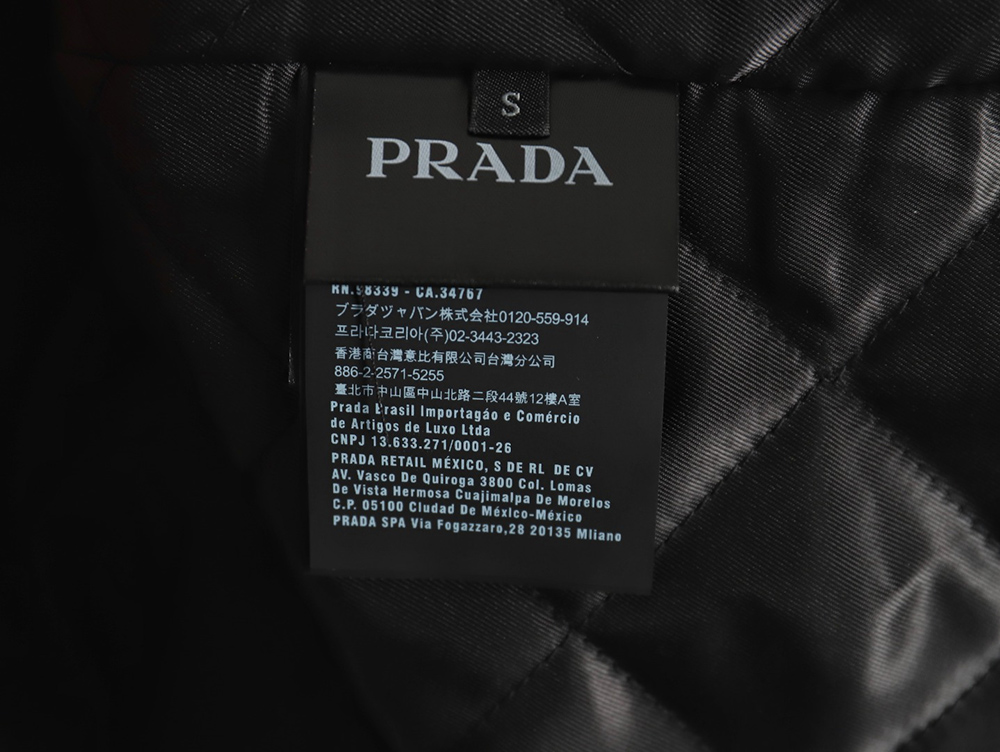 S
PRADA
RN.98339 - CA.34767
プラダジャパン株式会社0120-559-914
프라다코리아(주)02-3443-2323
香港商台灣意比有限公司台灣分公司
886-2-2571-5255
臺北市中山區中山北路二段44號12樓A室
Prada Brasil Importagáo e Comércio
de Artigos de Luxo Ltda
CNPJ 13.633.271/0001-26
PRADA RETAIL MÉXICO, S DE RL DE CV
AV. Vasco De Quiroga 3800 Col. Lomas
De Vista Hermosa Cuajimalpa De Morelos
C.P. 05100 Cludad De Méxlco-México
PRADA SPA Via Fogazzaro,28 20135 Mliano